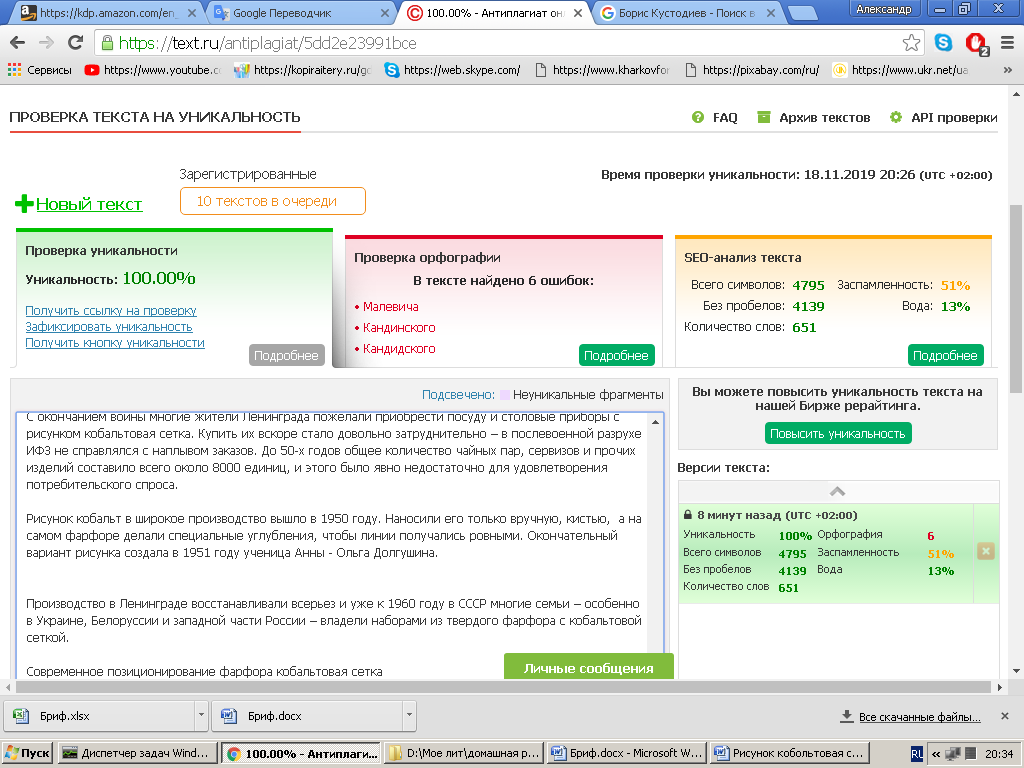 https://kdp.amazon.com/en_
Google Переводчик
100.00% - Антиплагиат он
Борис Кустодиев - Поиск в
Александр
https://text.ru/antiplagiat/5dd2e23991bce
2
Сервисы
https://www.youtube.c
https://kopiraitery.ru/go
https://web.skype.com/
https://www.kharkovfor
https://pixabay.com/ru/
https://www.ukr.net/ua
»
ПРОВЕРКА ТЕКСТА НА УНИКАЛЬНОСТЬ
FAQ
Архив текстов
API проверки
Зарегистрированные
Время проверки уникальности: 18.11.2019 20:26 (UTC +02:00)
Новый текст
10 текстов в очереди
Проверка уникальности
Уникальность: 100.00%
Получить ссылку на проверку
Зафиксировать уникальность
Получить кнопку уникальности
Подробнее
Проверка орфографии
В тексте найдено 6 ошибок:
• Малевича
• Кандинского
• Кандидского
Подробнее
SEO-анализ текста
Всего символов: 4795 Заспамленность: 51%
Без пробелов: 4139 Вода: 13%
Количество слов: 651
Подробнее
Подсвечено: Неуникальные фрагменты
С окончанием войны многие жители Ленинграда пожелали приобрести посуду и столовые приборы с
рисунком кобальтовая сетка. Купить их вскоре стало довольно затруднительно – в послевоенной разрухе
ИФЗ не справлялся с наплывом заказов. До 50-х годов общее количество чайных пар, сервизов и прочих
изделий составило всего около 8000 единиц, и этого было явно недостаточно для удовлетворения
потребительского спроса.
Рисунок кобальт в широкое производство вышло в 1950 году. Наносили его только вручную, кистью, а на
самом фарфоре делали специальные углубления, чтобы линии получались ровными. Окончательный
вариант рисунка создала в 1951 году ученица Анны - Ольга Долгушина.
Производство в Ленинграде восстанавливали всерьез и уже к 1960 году в СССР многие семьи – особенно
в Украине, Белоруссии и западной части России – владели наборами из твердого фарфора с кобальтовой
сеткой.
Современное позиционирование фарфора кобальтовая сетка
Вы можете повысить уникальность текста на
нашей Бирже рерайтинга.
Повысить уникальность
Версии текста:
8 минут назад (UTC +02:00)
Уникальность 100% Орфография 6
Всего символов 4795 Заспамленность 51%
Без пробелов 4139 Вода 13%
Количество слов 651
Личные сообщения
Бриф.xlsx
Бриф.docx
Все скачанные файлы...
Пуск
Диспетчер задач Wind...
100.00% - Антиплаги...
D:\Мое лит\домашняя р...
Бриф.docx - Microsoft W...
Рисунок кобольтовая с...
RU
«
20:34